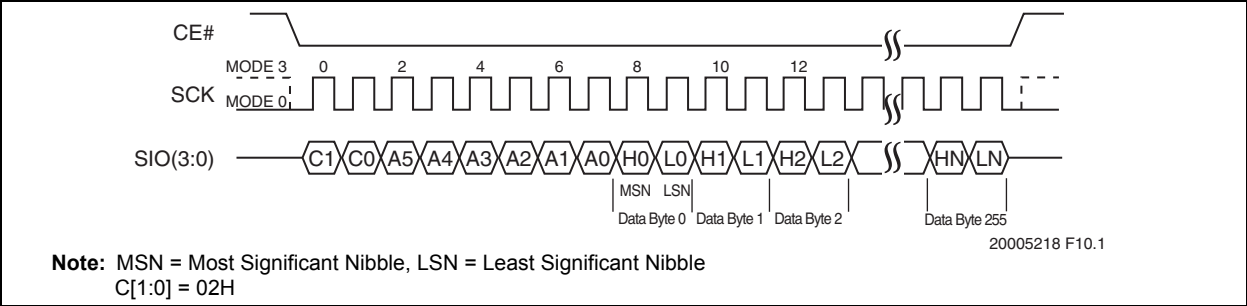 CE#
MODE 3 0 2 4 6 8 10 12
SCK MODE 0
SIO(3:0) C1 C0 A5 A4 A3 A2 A1 A0 H0 L0 H1 L1 H2 L2 HN LN
MSN LSN
Data Byte 0 Data Byte 1 Data Byte 2 Data Byte 255
20005218 F10.1
Note: MSN = Most Significant Nibble, LSN = Least Significant Nibble
C[1:0] = 02H